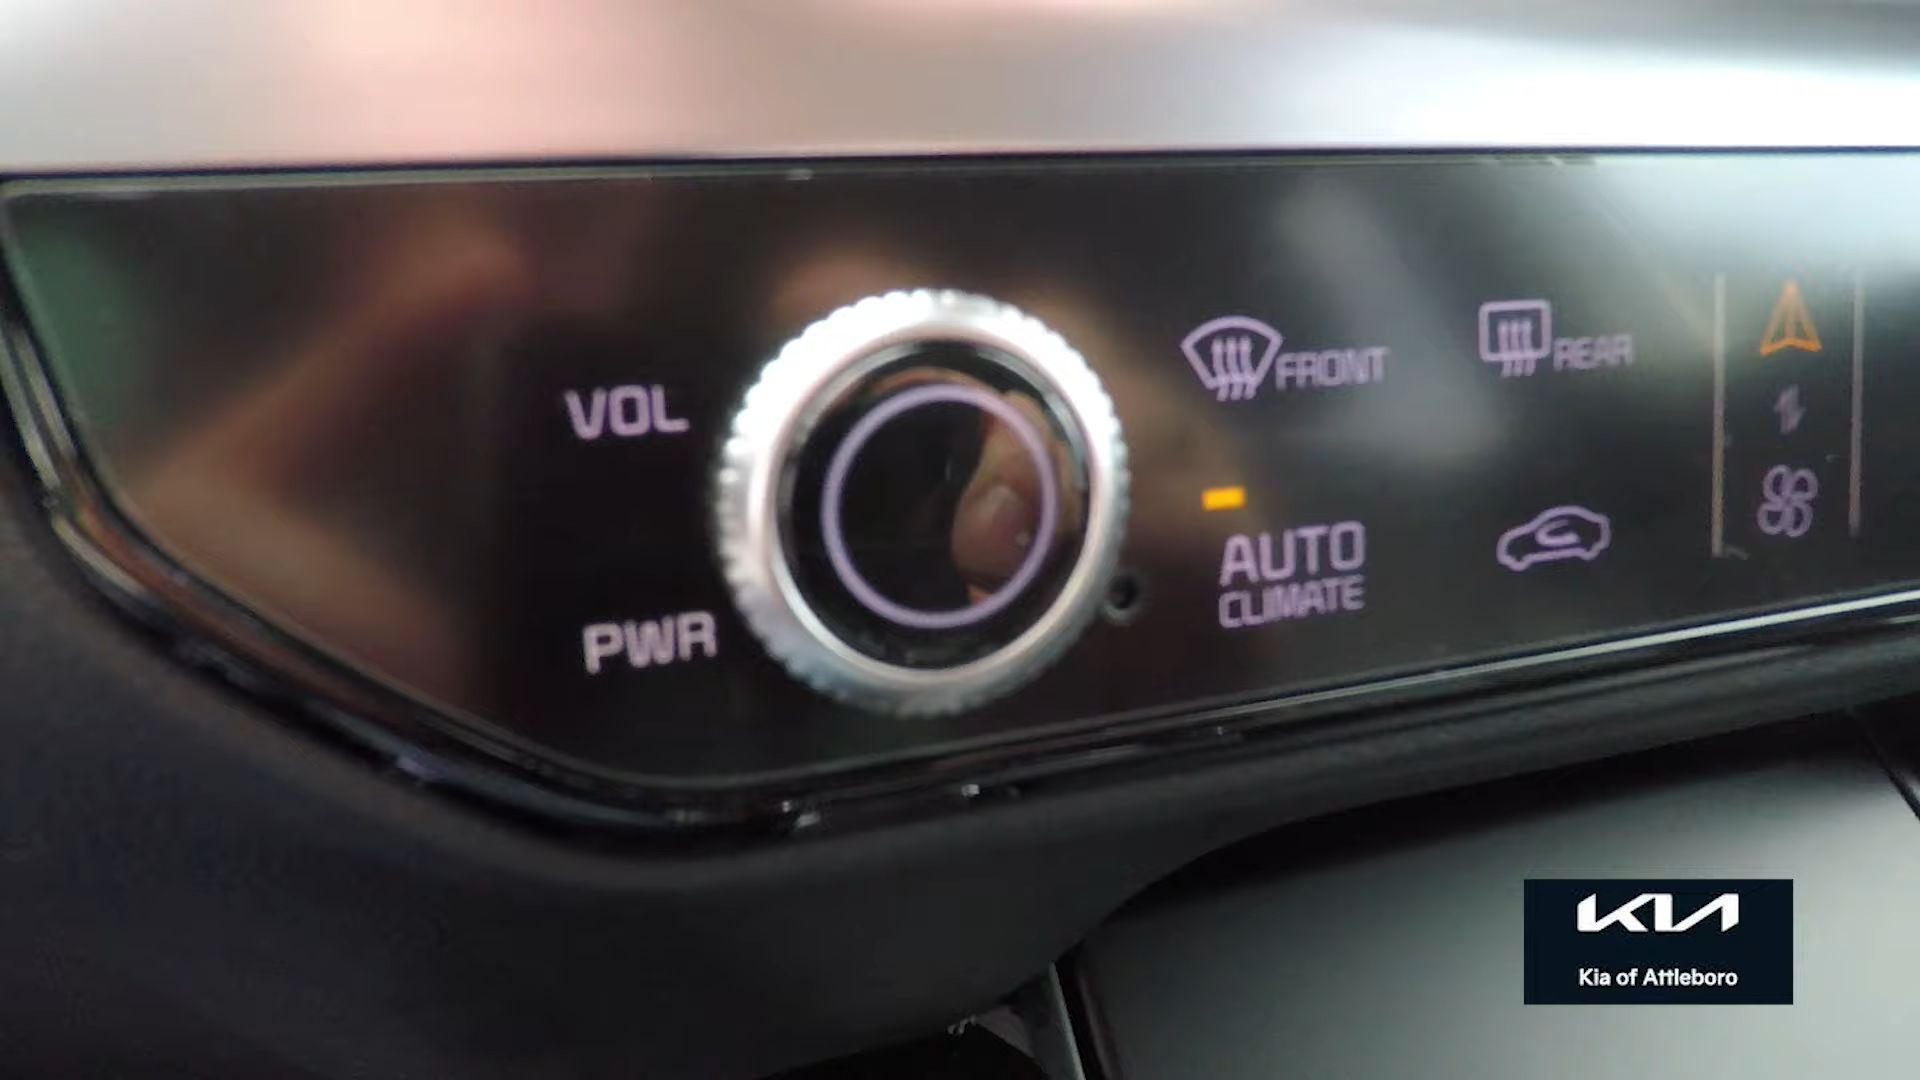 VOL
PWR
FRONT
REAR
AUTO
CLIMATE
KIA
Kia of Attleboro